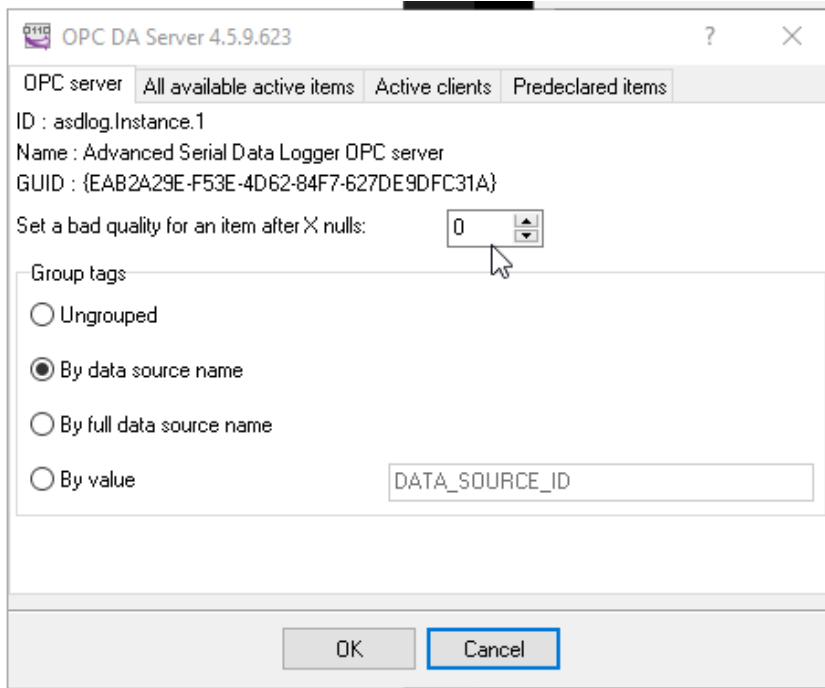 OPC DA Server 4.5.9.623
OPC server All available active items Active clients Predeclared items
ID : asdlog.Instance.1
Name : Advanced Serial Data Logger OPC server
GUID : {EAB2A29E-F53E-4D62-84F7-627DE9DFC31A}
Set a bad quality for an item after X nulls: 0
Group tags
Ungrouped
By data source name
By full data source name
By value DATA_SOURCE_ID
OK Cancel